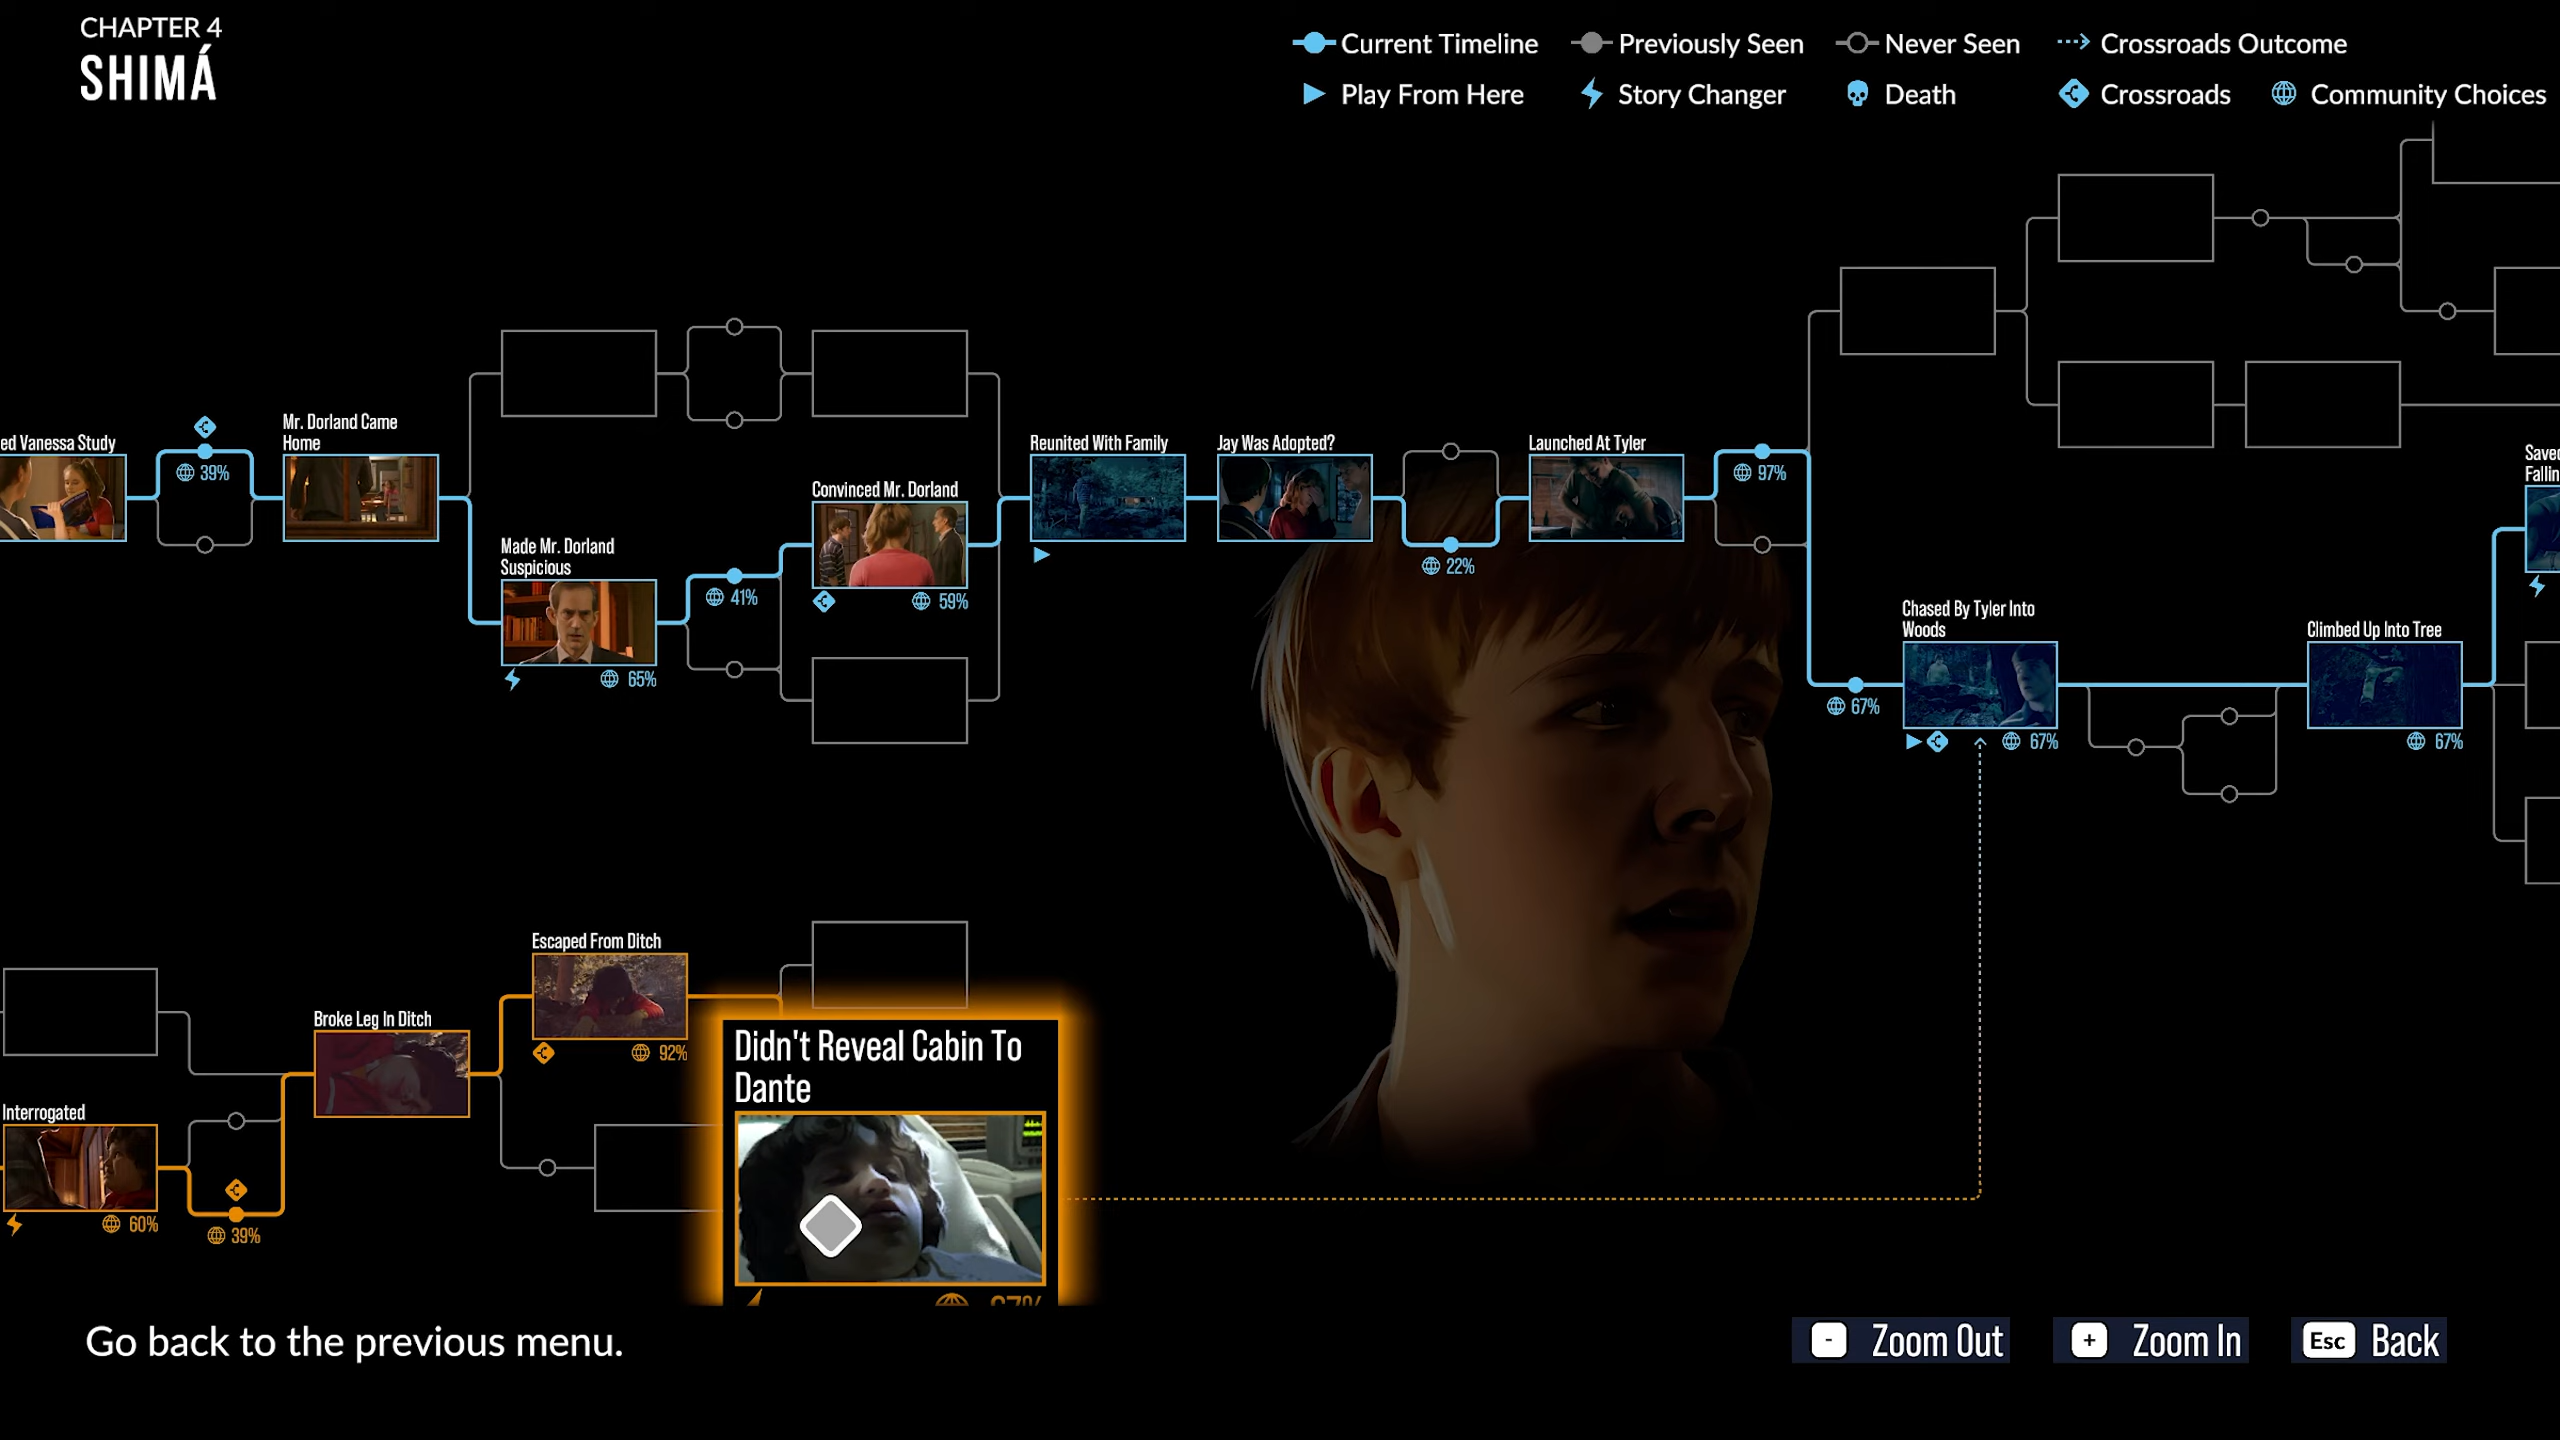 CHAPTER 4
SHIMÁ
Current Timeline
Previously Seen
Never Seen
Crossroads Outcome
Play From Here
Story Changer
Death
Crossroads
Community Choices
ed Vanessa Study
39%
Mr. Dorland Came
Home
Made Mr. Dorland
Suspicious
65%
41%
Convinced Mr. Dorland
59%
Reunited With Family
Jay Was Adopted?
22%
Launched At Tyler
97%
67%
Chased By Tyler Into
Woods
67%
Climbed Up Into Tree
67%
Saved
Fallin
Interrogated
60%
39%
Broke Leg In Ditch
Escaped From Ditch
92%
Didn't Reveal Cabin To
Dante
Go back to the previous menu.
- Zoom Out
+ Zoom In
Esc Back